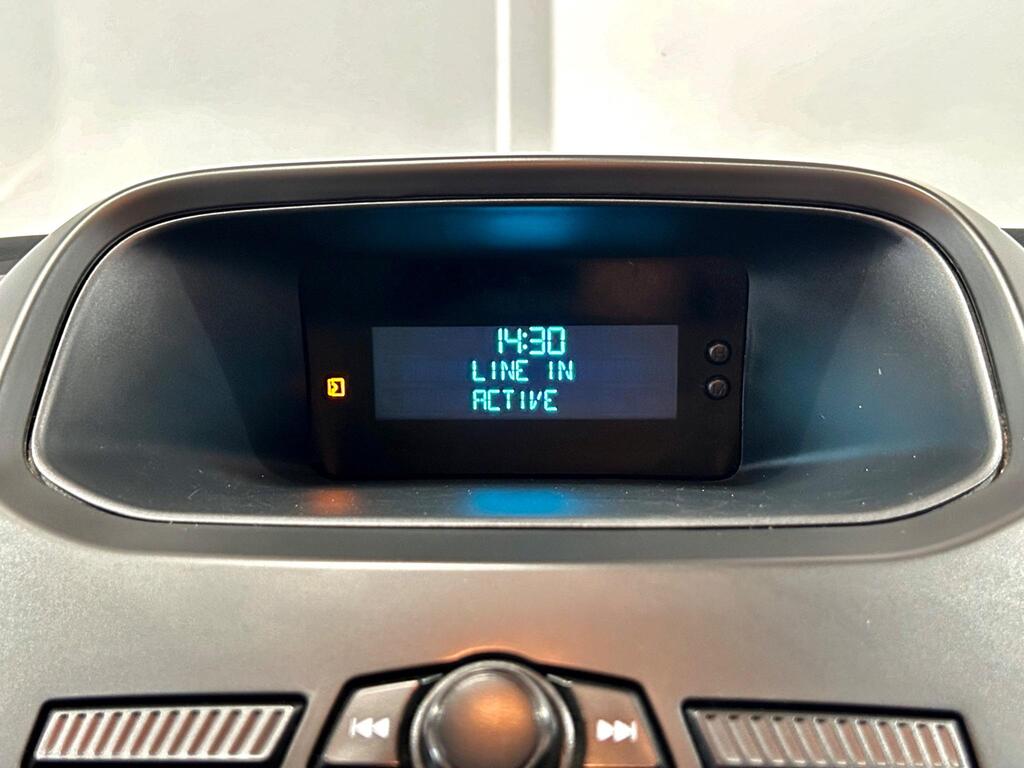 14:30
LINE IN
ACTIVE
H
M